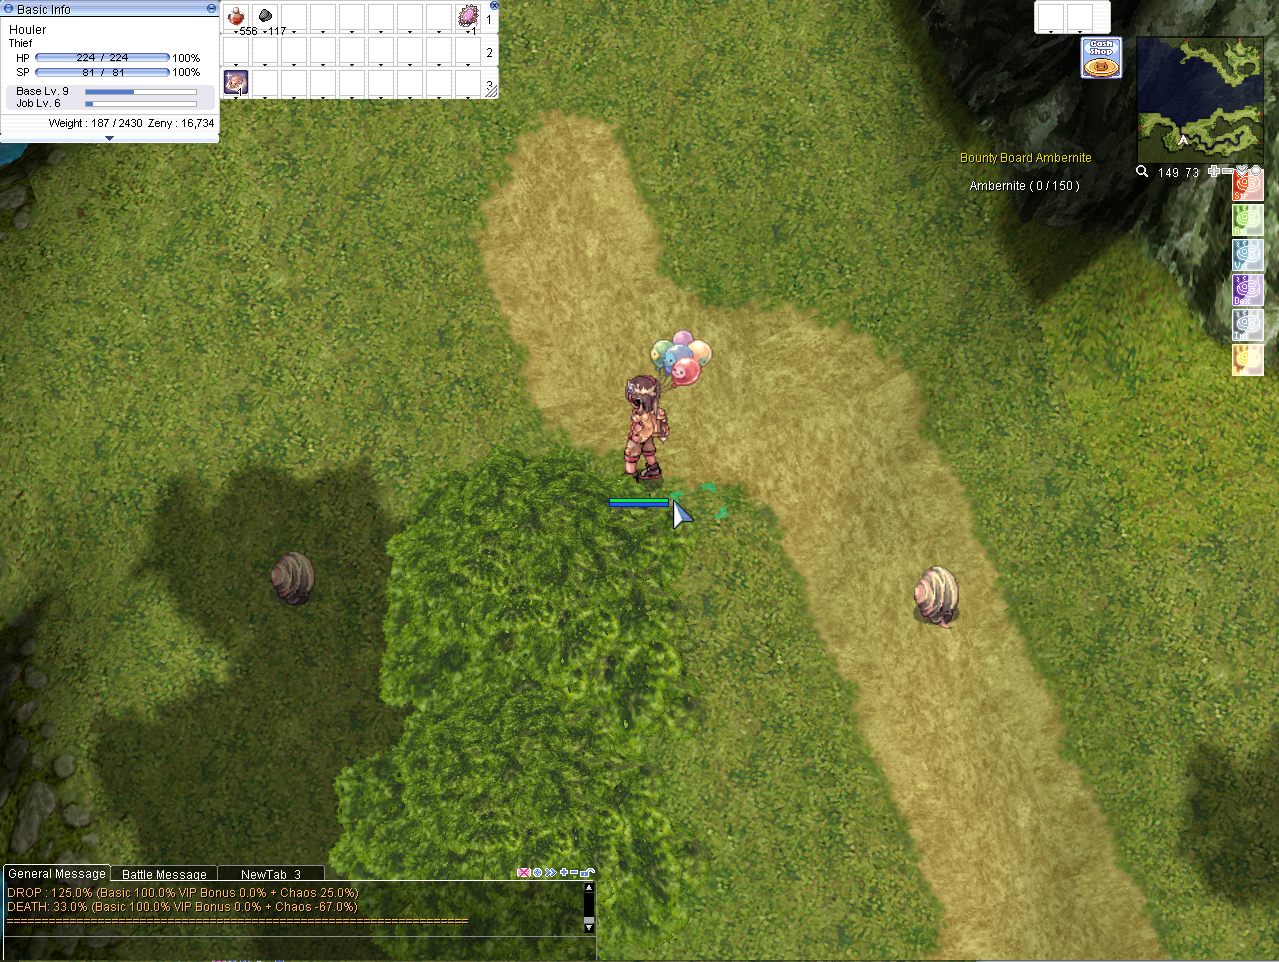 Basic Info
Houler
Thief
HP 224 / 224 100%
SP 81 / 81 100%
Base Lv. 9
Job Lv. 6
Weight : 187 / 2430 Zeny : 16,734
556
117
1
1
2
1
3
Cash Shop
149 73
Bounty Board Ambernite
Ambernite ( 0 / 150 )
General Message
Battle Message
NewTab_3
DROP : 125.0% (Basic 100.0% VIP Bonus 0.0% + Chaos 25.0%)
DEATH: 33.0% (Basic 100.0% VIP Bonus 0.0% + Chaos -67.0%)